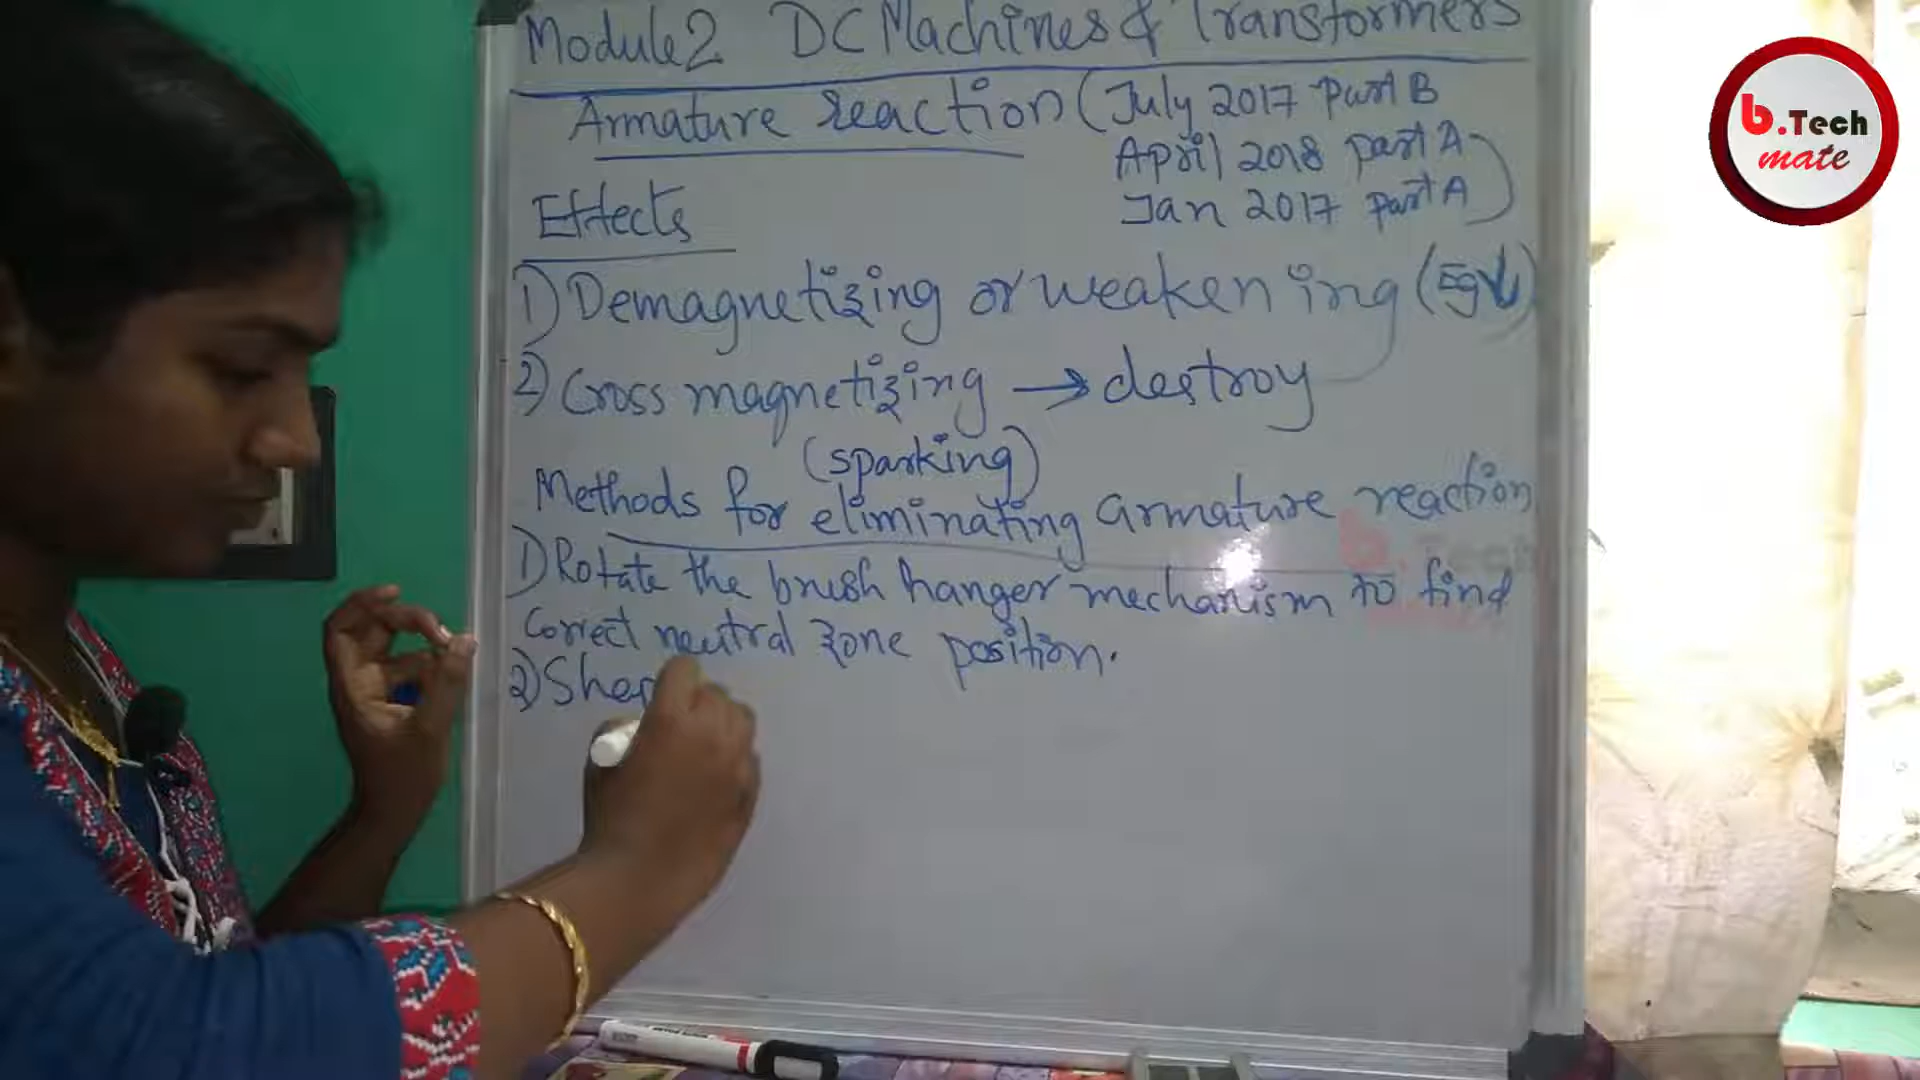 Module 2 DC Machines & Transformers
Armature reaction (July 2017 Part B
April 2018 part A
Jan 2017 part A)
Effects
1) Demagnetizing or weakening (Eg↓)
2) Cross magnetizing → destroy
(sparking)
Methods for eliminating armature reaction
1) Rotate the brush hanger mechanism to find
correct neutral zone position.
2) Shap
b.Tech
mate
b.Tech